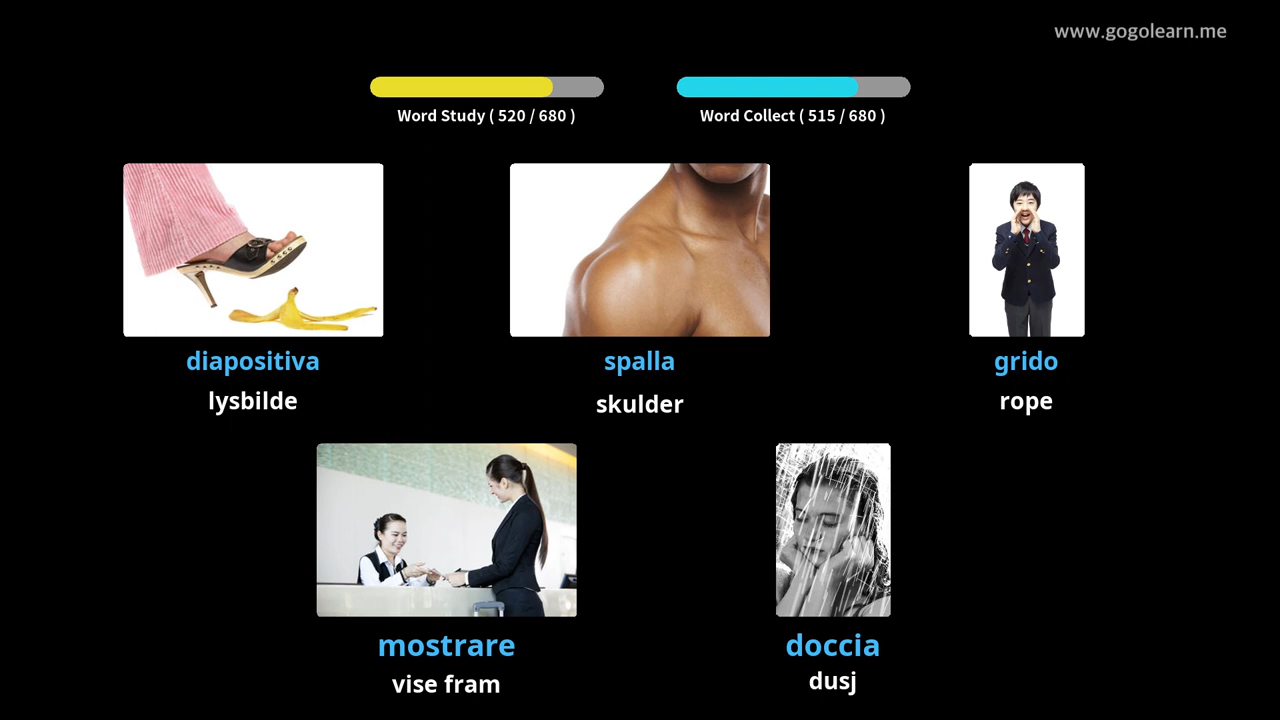 www.gogolearn.me
Word Study ( 520 / 680 )
Word Collect ( 515 / 680 )
diapositiva
lysbilde
spalla
skulder
grido
rope
mostrare
vise fram
doccia
dusj